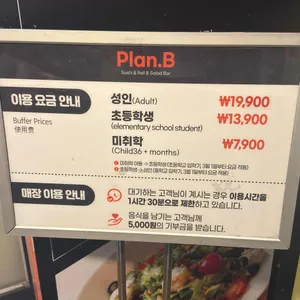 Plan.B
Sushi & Roll & Salad Bar
이용 요금 안내
Buffer Prices
성인(Adult) ₩19,900
초등학생 ₩13,900
(elementary school student)
미취학 ₩7,900
(Child36 + months)
매장 이용 안내
대기하는 고객님이 계시는 경우 이용시간을
1시간 30분으로 제한하고 있습니다.
음식을 남기는 고객님께
5,000원의 기부금을 받습니다.